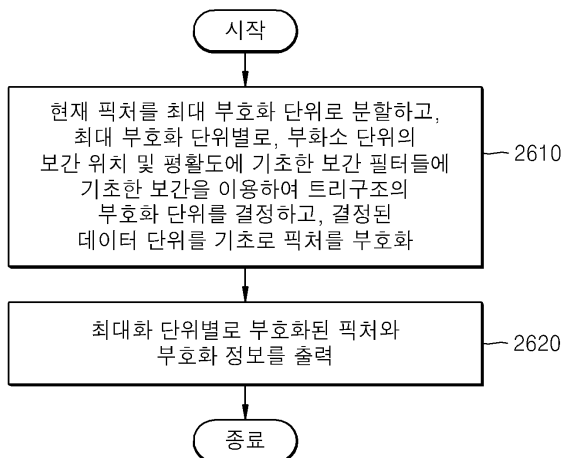 시작
현재 픽처를 최대 부호화 단위로 분할하고,
최대 부호화 단위별로, 부화소 단위의
보간 위치 및 평활도에 기초한 보간 필터들에
기초한 보간을 이용하여 트리구조의
부호화 단위를 결정하고, 결정된
데이터 단위를 기초로 픽처를 부호화
2610
최대화 단위별로 부호화된 픽처와
부호화 정보를 출력
2620
종료